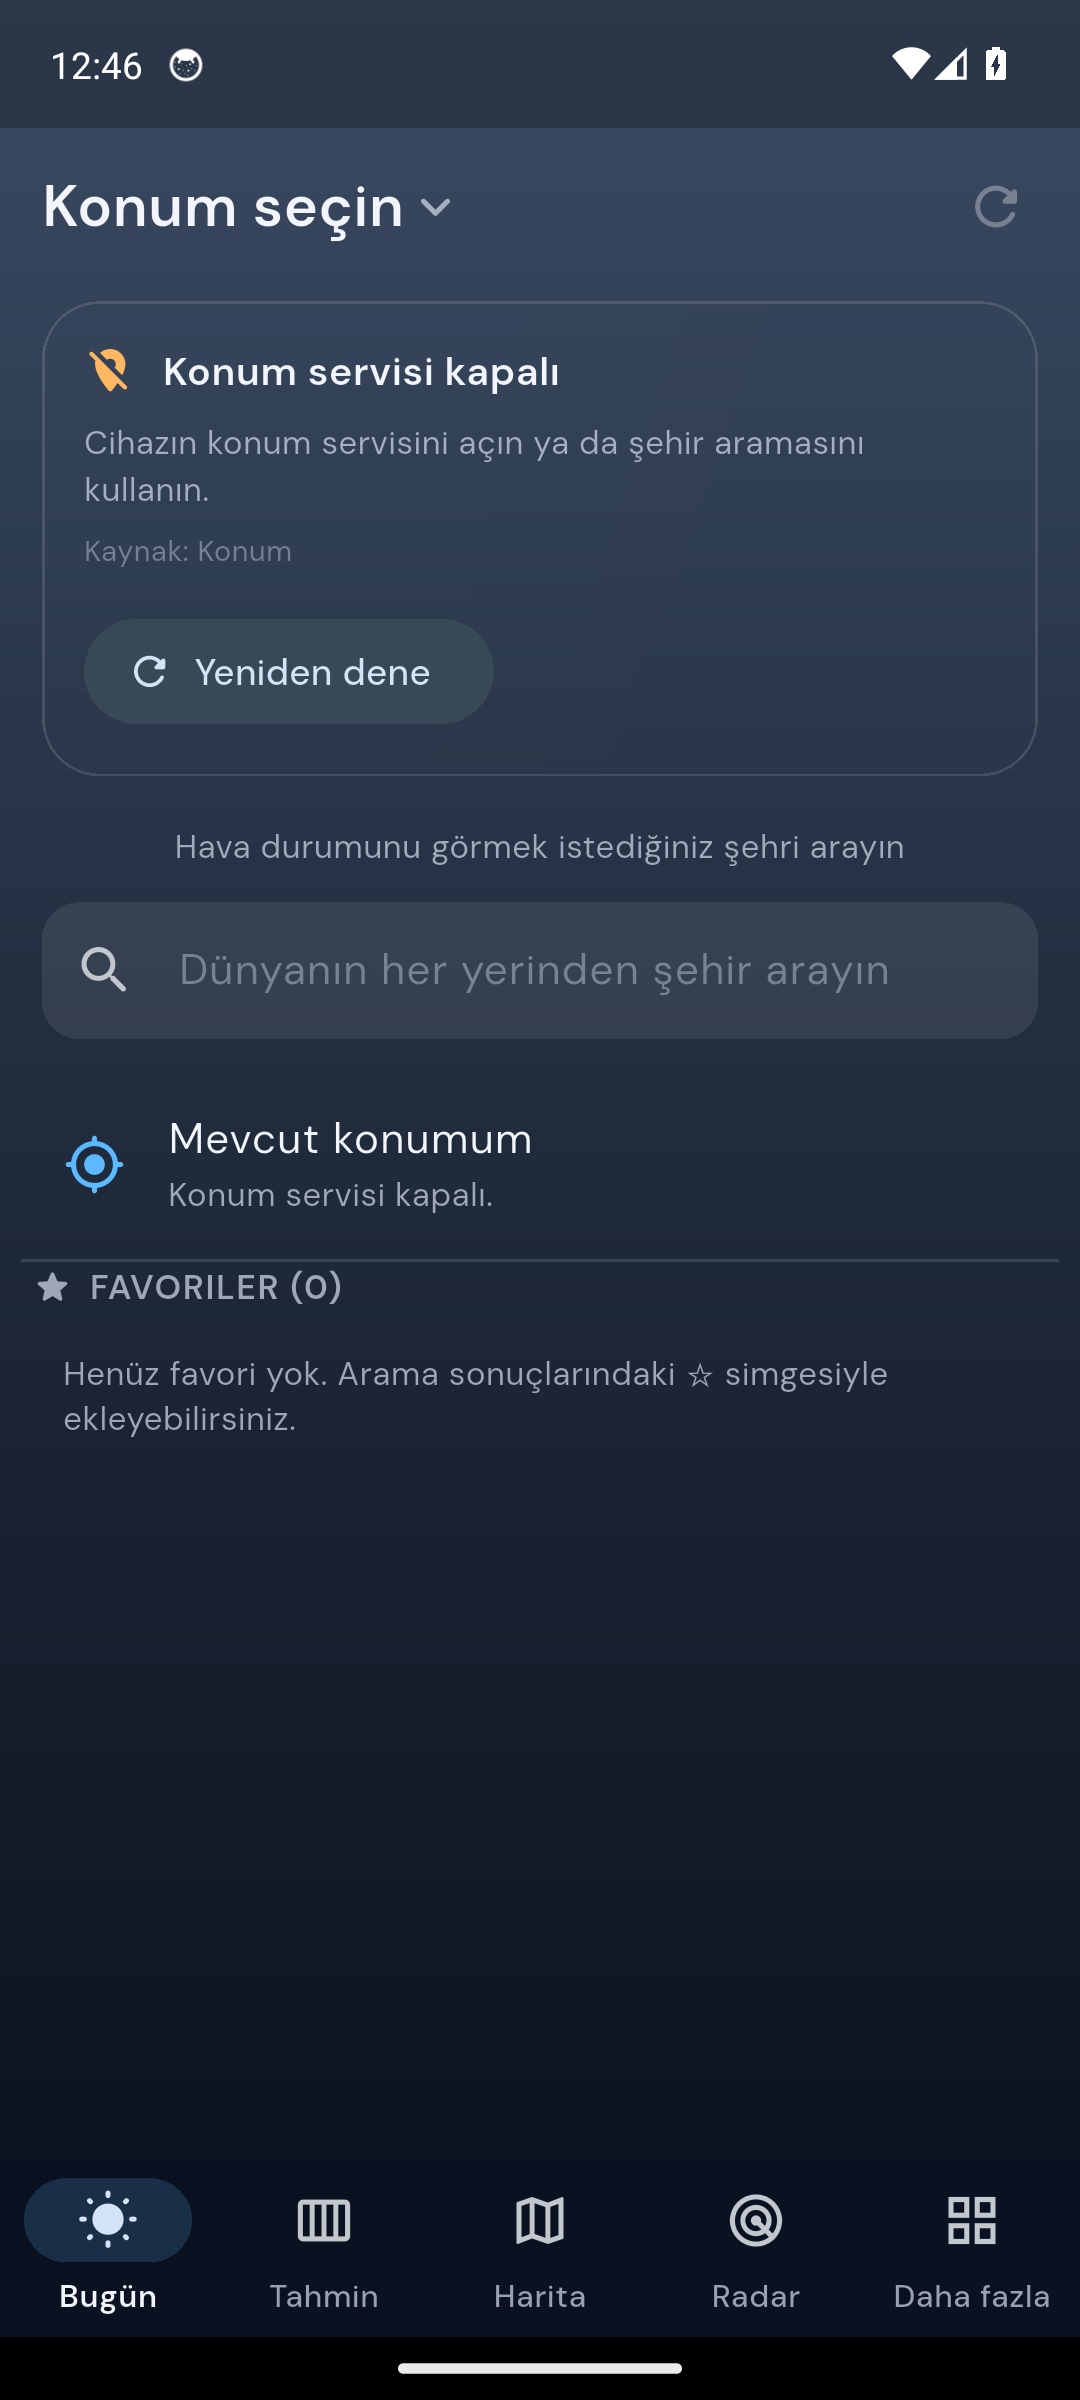 12:46
Konum seçin
Konum servisi kapalı
Cihazın konum servisini açın ya da şehir aramasını
kullanın.
Kaynak: Konum
Yeniden dene
Hava durumunu görmek istediğiniz şehri arayın
Dünyanın her yerinden şehir arayın
Mevcut konumum
Konum servisi kapalı.
FAVORILER (0)
Henüz favori yok. Arama sonuçlarındaki ☆ simgesiyle
ekleyebilirsiniz.
Bugün
Tahmin
Harita
Radar
Daha fazla